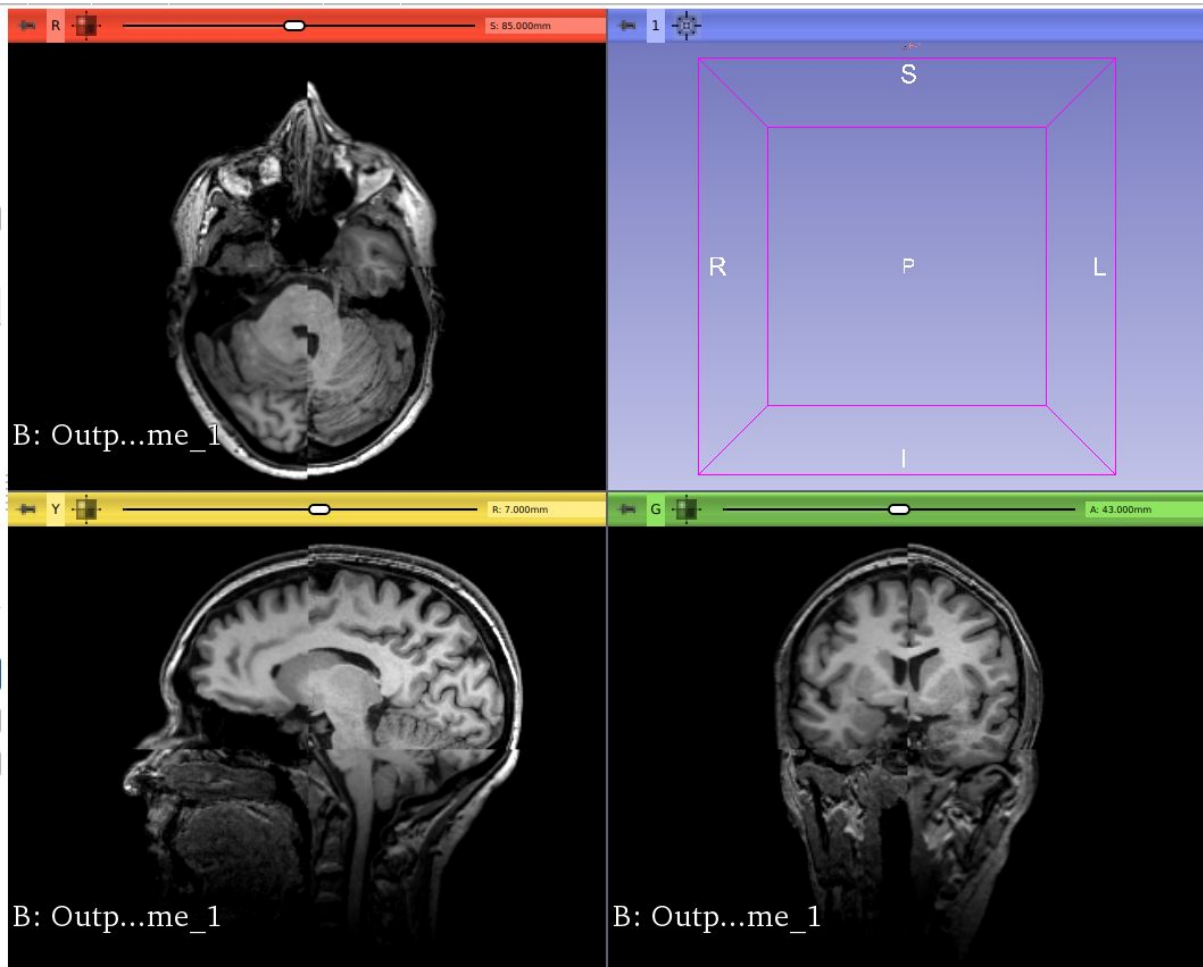 R
S: 85.000mm
1
S
R
P
L
I
B: Outp...me_1
Y
R: 7.000mm
G
A: 43.000mm
B: Outp...me_1
B: Outp...me_1